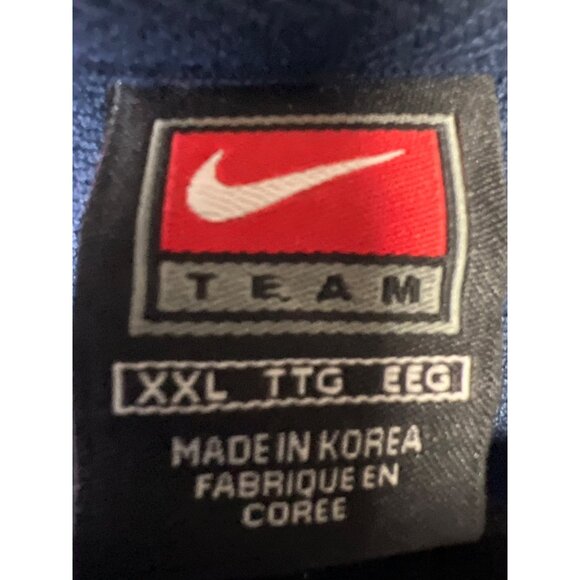 TEAM
XXL TTG EEG
MADE IN KOREA
FABRIQUE EN
COREE